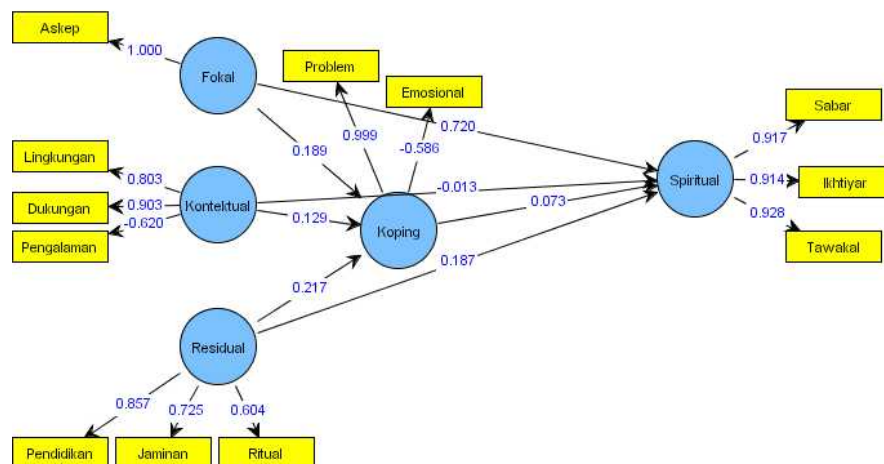 Askep
1.000
Fokal
Problem
Emosional
0.720
0.999
-0.586
0.189
Sabar
0.917
Lingkungan
0.803
Kontektual
-0.013
Spiritual
0.914
Ikhtiyar
Dukungan
0.903
0.129
Koping
0.073
0.928
-0.620
Pengalaman
Tawakal
0.187
0.217
Residual
0.857
0.725
0.604
Pendidikan
Jaminan
Ritual